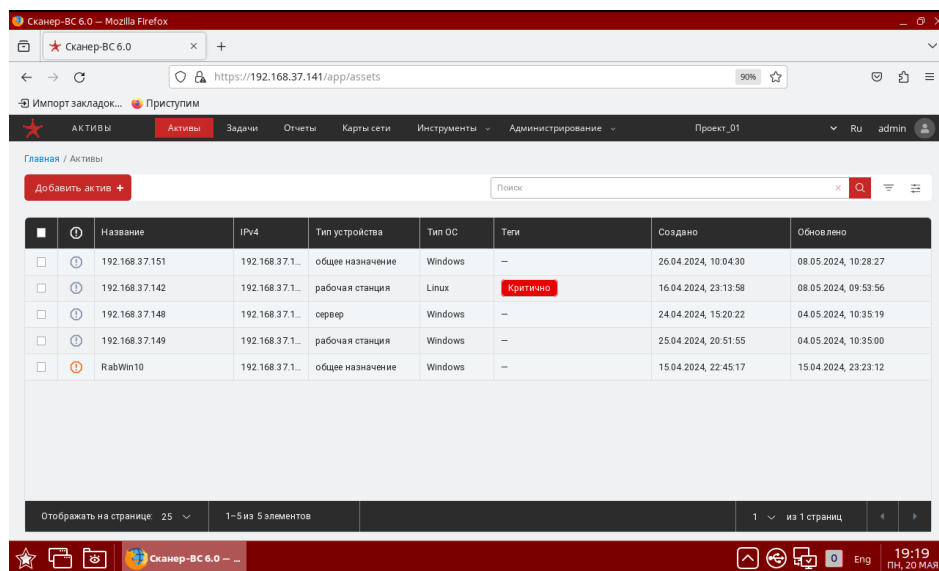 Сканер-ВС 6.0 — Mozilla Firefox
Сканер-ВС 6.0
https://192.168.37.141/app/assets 90%
Импорт закладок... Приступим
АКТИВЫ Активы Задачи Отчеты Карты сети Инструменты Администрирование Проект_01 Ru admin
Главная / Активы
Добавить актив + Поиск
Название IPv4 Тип устройства Тип ОС Теги Создано Обновлено
192.168.37.151 192.168.37.1... общее назначение Windows — 26.04.2024, 10:04:30 08.05.2024, 10:28:27
192.168.37.142 192.168.37.1... рабочая станция Linux Критично 16.04.2024, 23:13:58 08.05.2024, 09:53:56
192.168.37.148 192.168.37.1... сервер Windows — 24.04.2024, 15:20:22 04.05.2024, 10:35:19
192.168.37.149 192.168.37.1... рабочая станция Windows — 25.04.2024, 20:51:55 04.05.2024, 10:35:00
RabWin10 192.168.37.1... общее назначение Windows — 15.04.2024, 22:45:17 15.04.2024, 23:23:12
Отображать на странице: 25 1–5 из 5 элементов 1 из 1 страниц
Сканер-ВС 6.0 — ... 0 Eng 19:19
ПН, 20 МАЯ